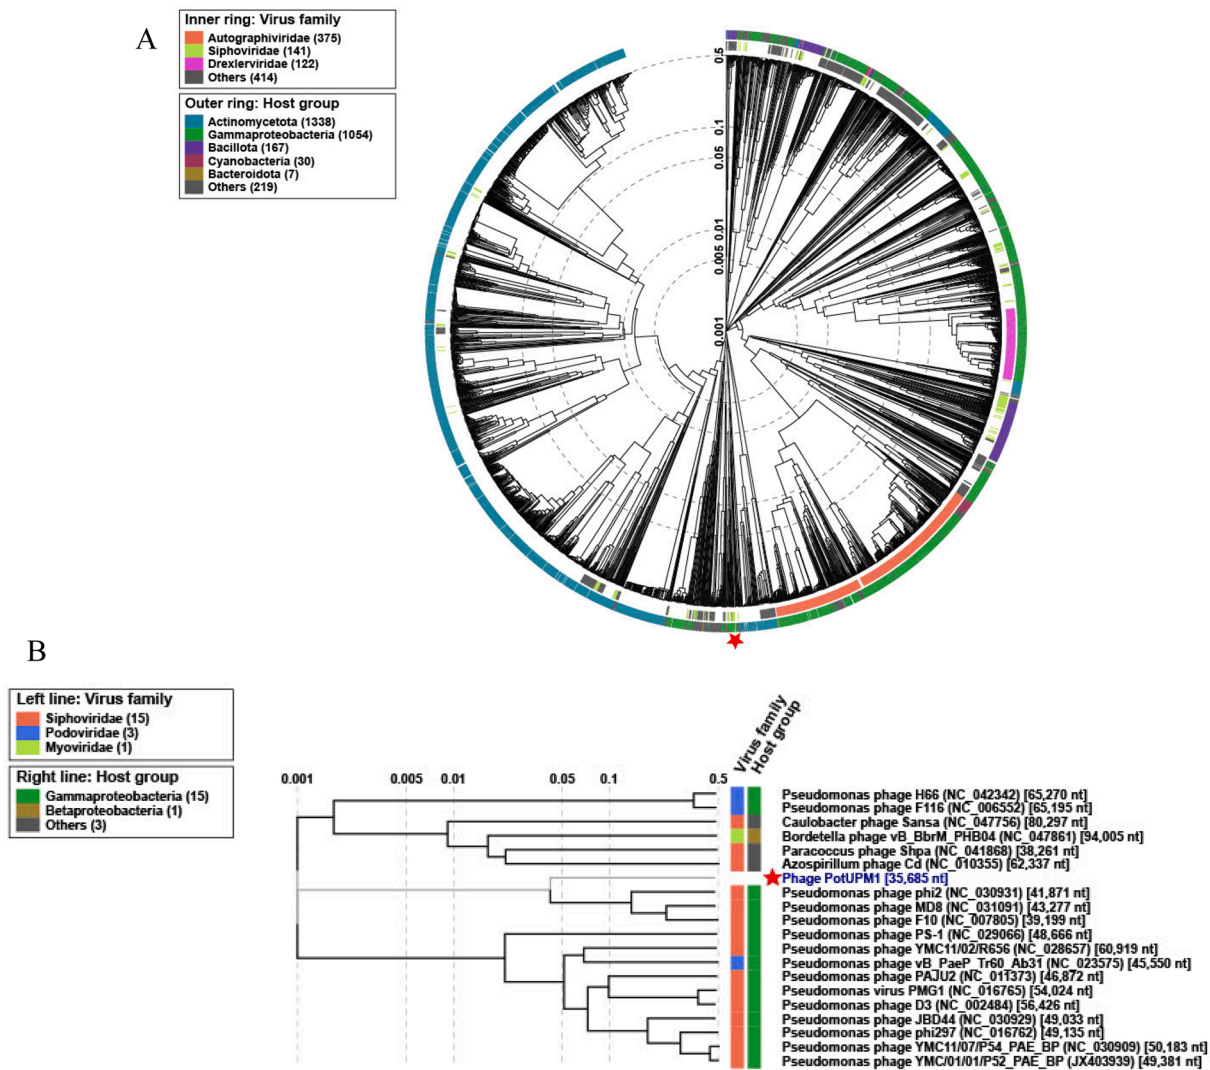 A
Inner ring: Virus family
Autographiviridae (375)
Siphoviridae (141)
Drexlerviridae (122)
Others (414)
Outer ring: Host group
Actinomycetota (1338)
Gammaproteobacteria (1054)
Bacillota (167)
Cyanobacteria (30)
Bacteroidota (7)
Others (219)
0.5
0.1
0.05
0.01
0.005
0.001
B
Left line: Virus family
Siphoviridae (15)
Podoviridae (3)
Myoviridae (1)
Right line: Host group
Gammaproteobacteria (15)
Betaproteobacteria (1)
Others (3)
Virus family
Host group
0.001 0.005 0.01 0.05 0.1 0.5
Pseudomonas phage H66 (NC_042342) [65,270 nt]
Pseudomonas phage F116 (NC_006552) [65,195 nt]
Caulobacter phage Sansa (NC_047756) [80,297 nt]
Bordetella phage vB_BbrM_PHB04 (NC_047861) [94,005 nt]
Paracoccus phage Shpa (NC_041868) [38,261 nt]
Azospirillum phage Cd (NC_010355) [62,337 nt]
Phage PotUPM1 [35,685 nt]
Pseudomonas phage phi2 (NC_030931) [41,871 nt]
Pseudomonas phage MD8 (NC_031091) [43,277 nt]
Pseudomonas phage F10 (NC_007805) [39,199 nt]
Pseudomonas phage PS-1 (NC_029066) [48,666 nt]
Pseudomonas phage YMC11/02/R656 (NC_028657) [60,919 nt]
Pseudomonas phage vB_PaeP_Tr60_Ab31 (NC_023575) [45,550 nt]
Pseudomonas phage PAJU2 (NC_011373) [46,872 nt]
Pseudomonas virus PMG1 (NC_016765) [54,024 nt]
Pseudomonas phage D3 (NC_002484) [56,426 nt]
Pseudomonas phage JBD44 (NC_030929) [49,033 nt]
Pseudomonas phage phi297 (NC_016762) [49,135 nt]
Pseudomonas phage YMC11/07/P54_PAE_BP (NC_030909) [50,183 nt]
Pseudomonas phage YMC/01/01/P52_PAE_BP (JX403939) [49,381 nt]